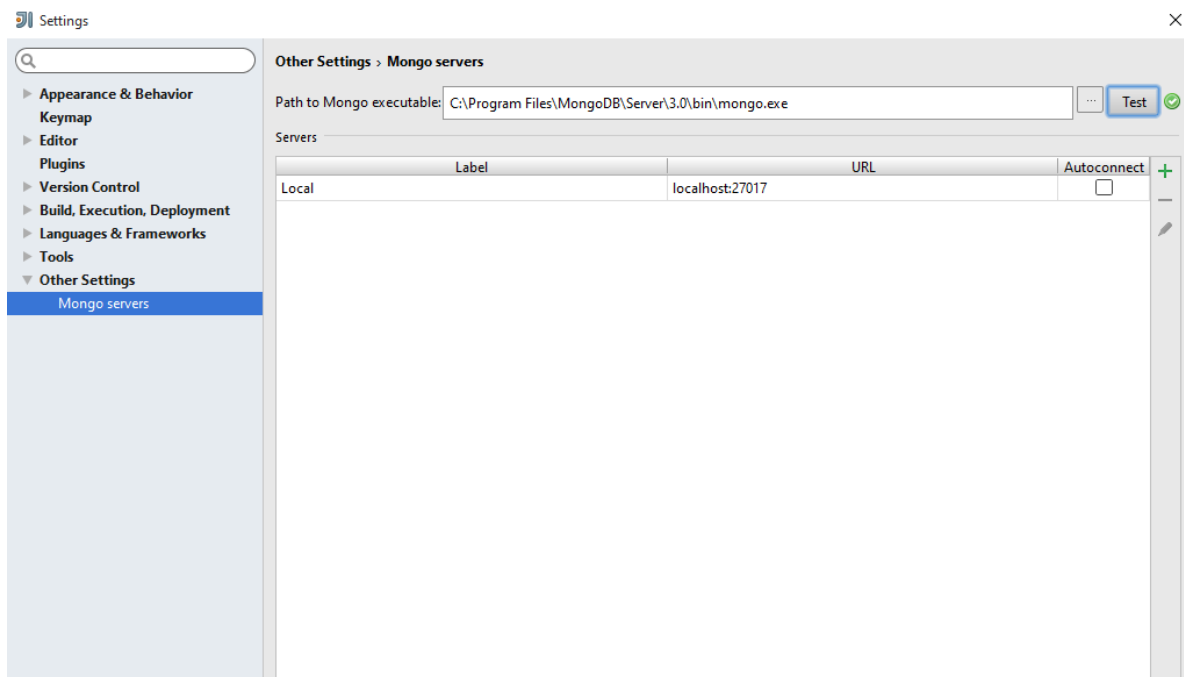 Settings
Other Settings › Mongo servers
Appearance & Behavior
Keymap
Editor
Plugins
Version Control
Build, Execution, Deployment
Languages & Frameworks
Tools
Other Settings
Mongo servers
Path to Mongo executable: C:\Program Files\MongoDB\Server\3.0\bin\mongo.exe ... Test
Servers
Label URL Autoconnect
Local localhost:27017